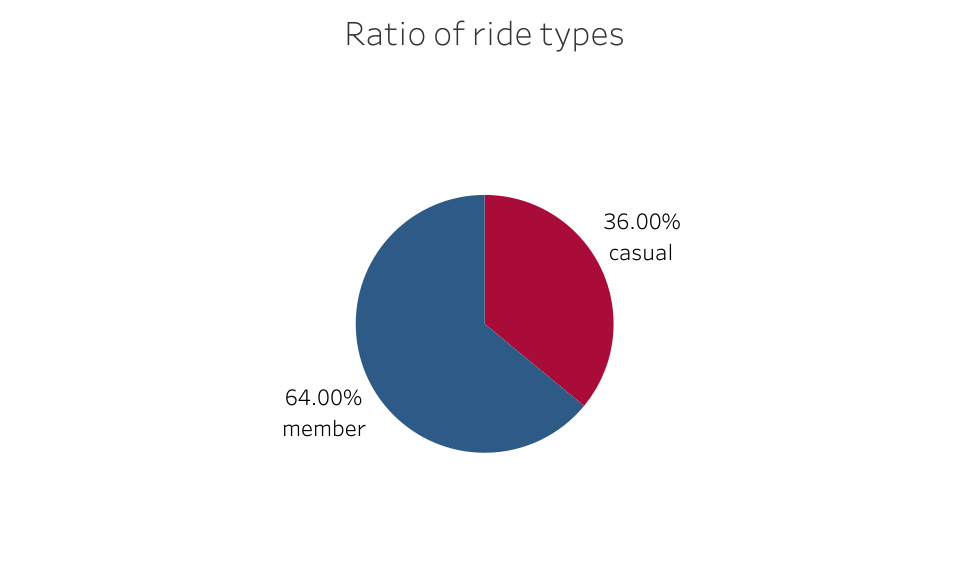 Ratio of ride types
36.00%
casual
64.00%
member